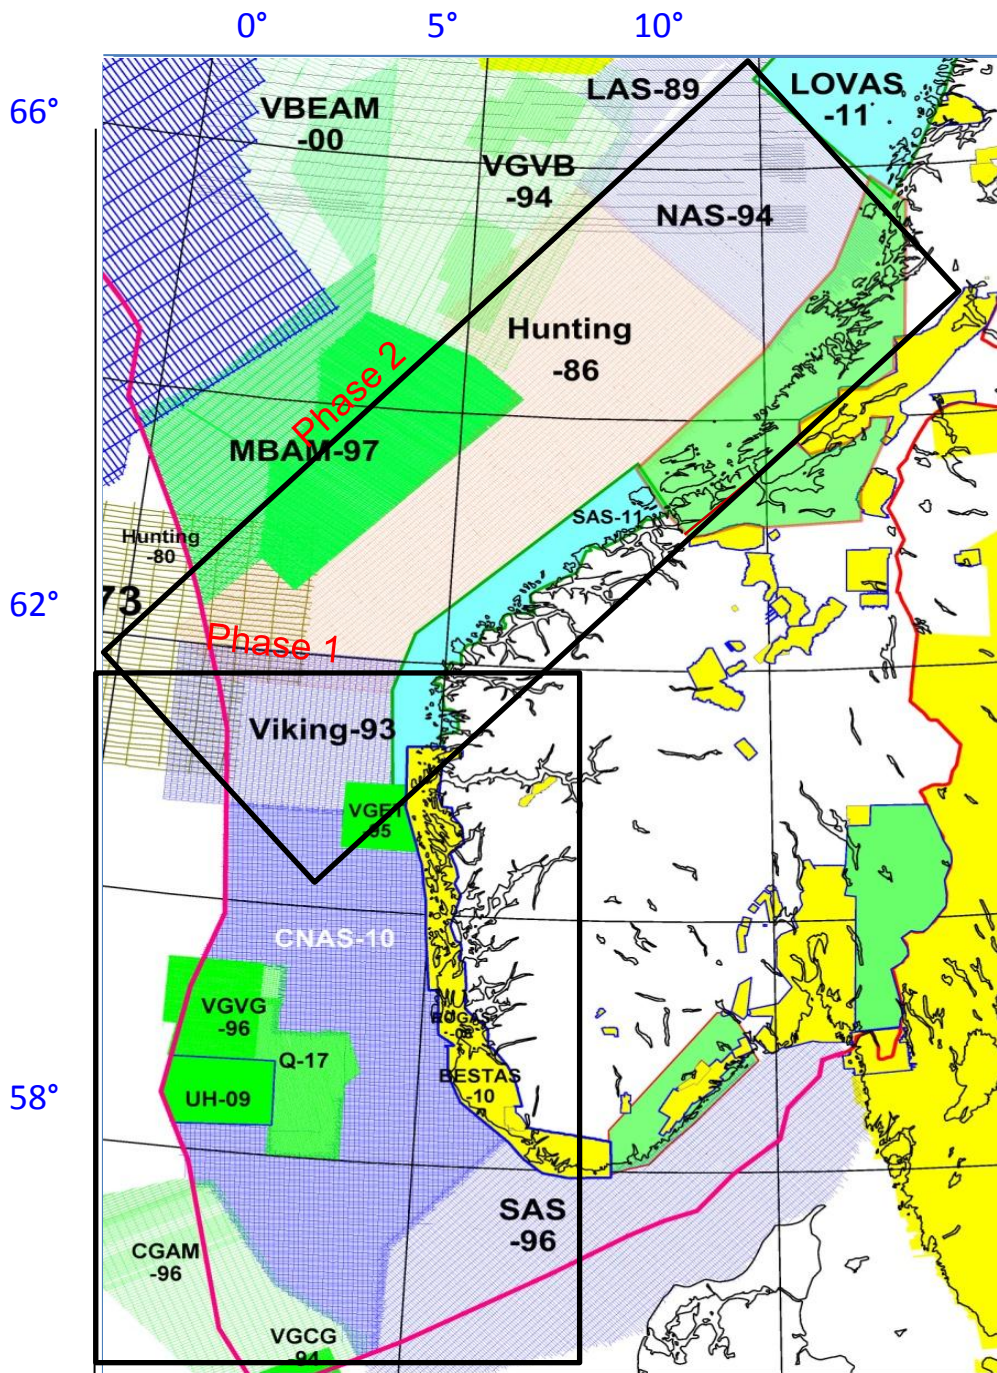 0° 5° 10°
66°
LAS-89
LOVAS
-11
VBEAM
-00
VGVB
-94
NAS-94
Hunting
-86
Phase 2
MBAM-97
SAS-11
Hunting
-80
73
62°
Phase 1
Viking-93
VGET
-95
CNAS-10
VGVG
-96
Q-17
BESTAS
-10
UH-09
58°
SAS
-96
CGAM
-96
VGCG
-94